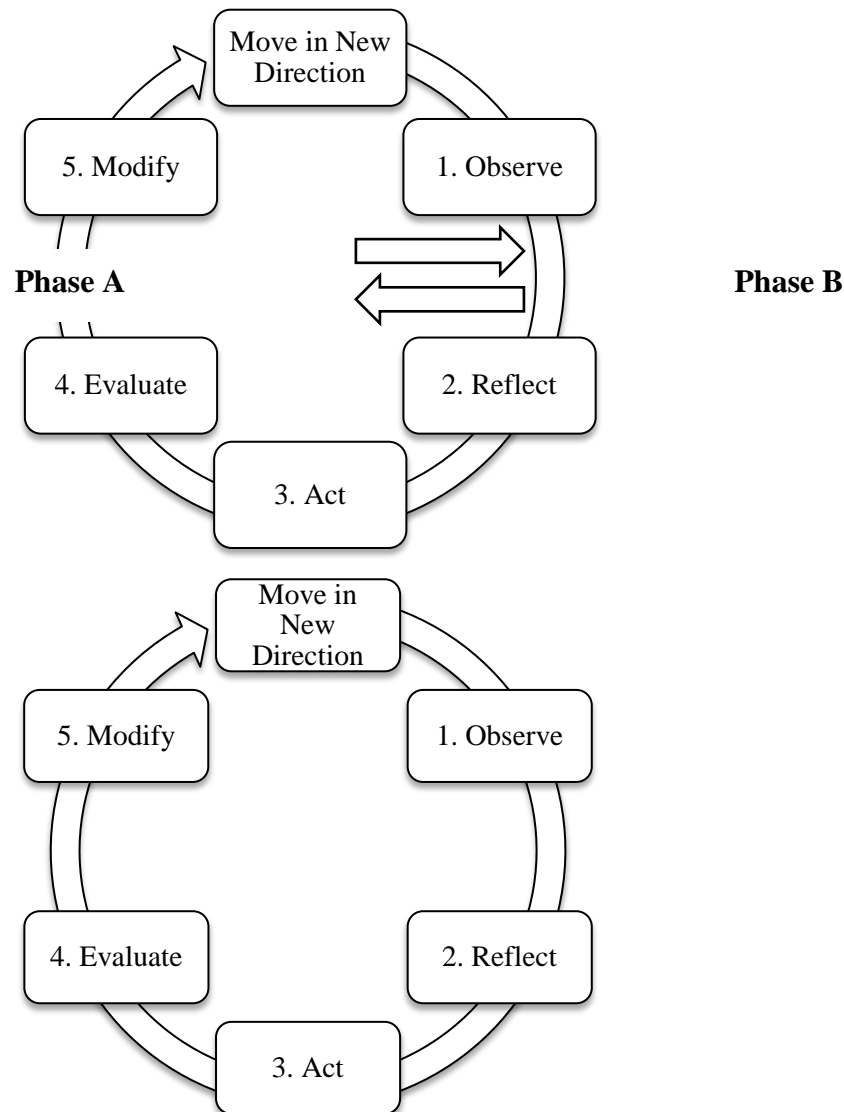 Move in New
Direction
5. Modify
1. Observe
Phase A
Phase B
4. Evaluate
2. Reflect
3. Act
Move in
New
Direction
5. Modify
1. Observe
4. Evaluate
2. Reflect
3. Act